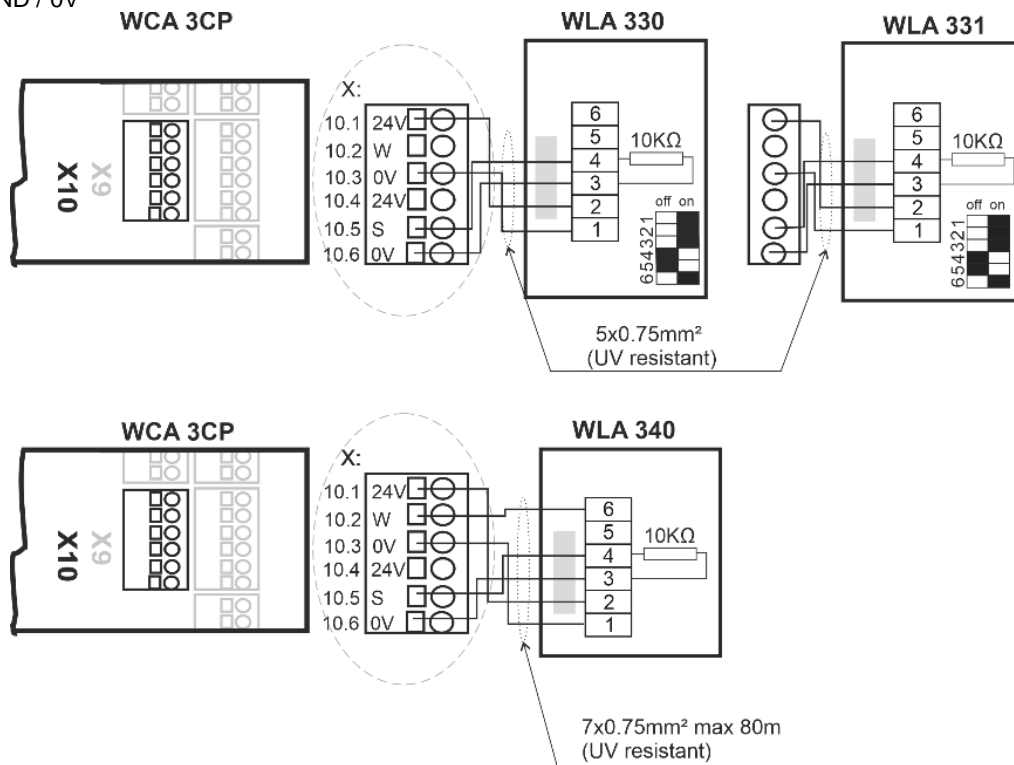 ND / 0V
WCA 3CP
WLA 330
WLA 331
X:
10.1 24V
10.2 W
10.3 0V
10.4 24V
10.5 S
10.6 0V
X10
X9
6
5
4
3
2
1
10KΩ
off on
654321
6
5
4
3
2
1
10KΩ
off on
654321
5x0.75mm²
(UV resistant)
WCA 3CP
WLA 340
X:
10.1 24V
10.2 W
10.3 0V
10.4 24V
10.5 S
10.6 0V
X10
X9
6
5
4
3
2
1
10KΩ
7x0.75mm² max 80m
(UV resistant)